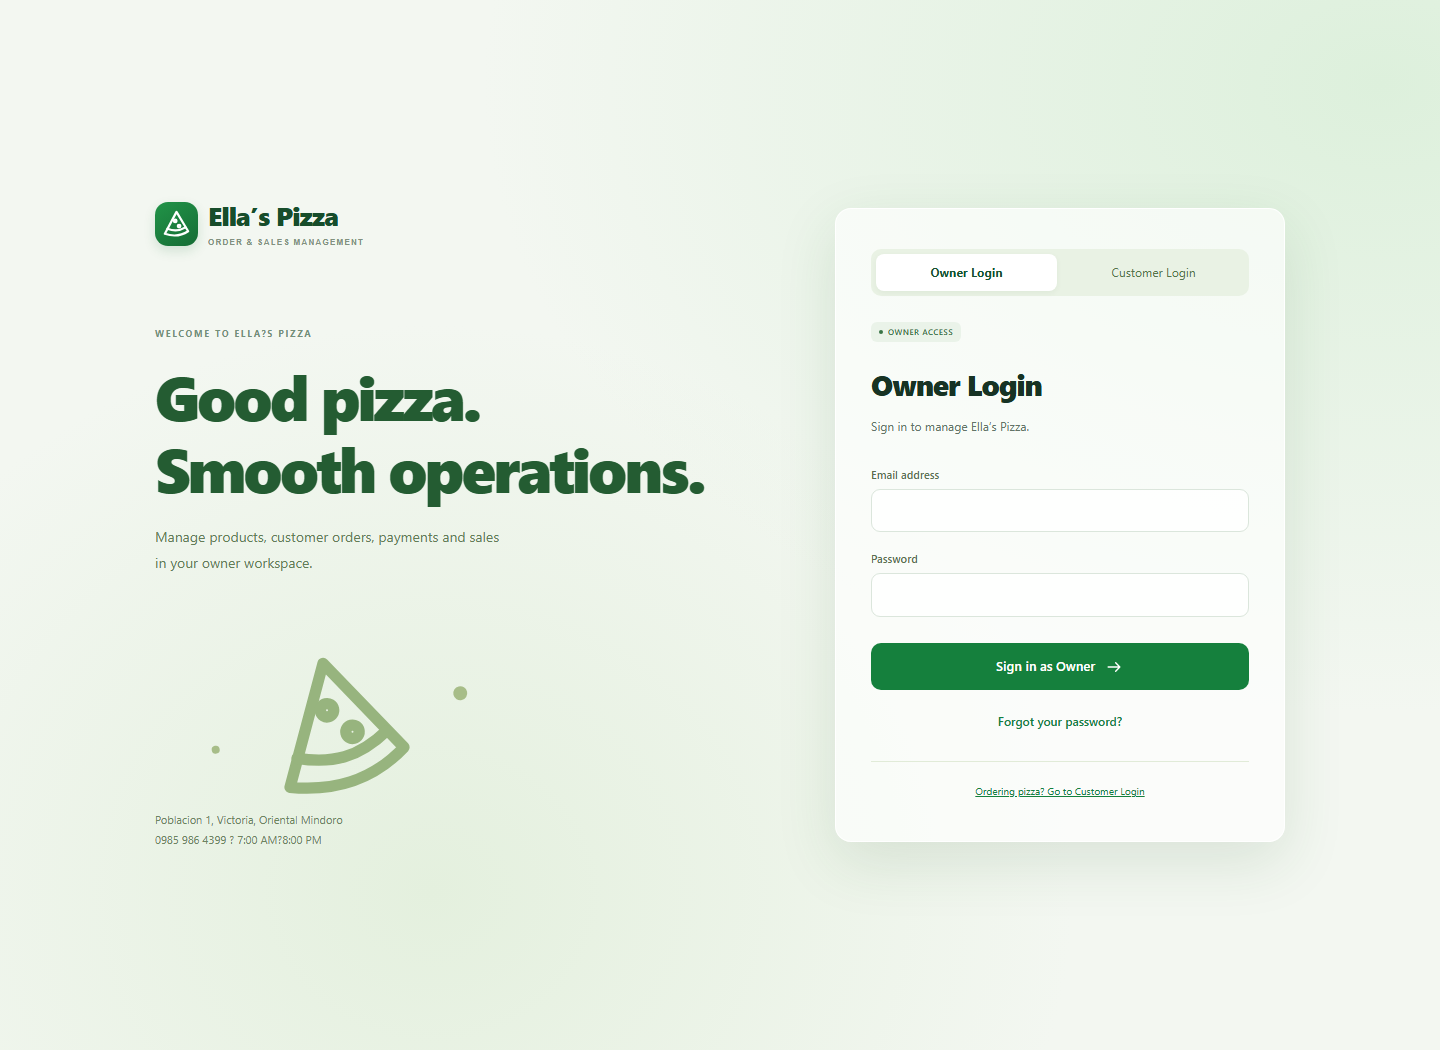 Ella's Pizza
ORDER & SALES MANAGEMENT
WELCOME TO ELLA?S PIZZA
Good pizza.
Smooth operations.
Manage products, customer orders, payments and sales
in your owner workspace.
Poblacion 1, Victoria, Oriental Mindoro
0985 986 4399 ? 7:00 AM?8:00 PM
Owner Login
Customer Login
OWNER ACCESS
Owner Login
Sign in to manage Ella's Pizza.
Email address
Password
Sign in as Owner →
Forgot your password?
Ordering pizza? Go to Customer Login